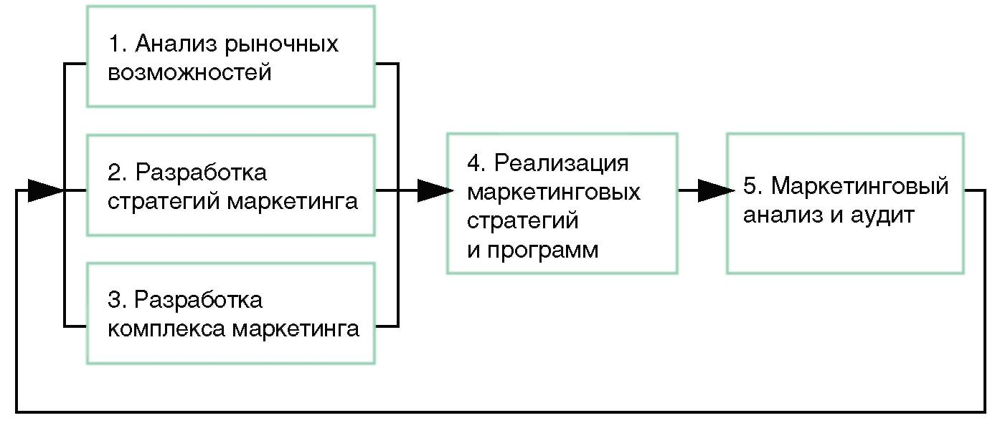 1. Анализ рыночных
возможностей
2. Разработка
стратегий маркетинга
3. Разработка
комплекса маркетинга
4. Реализация
маркетинговых
стратегий
и программ
5. Маркетинговый
анализ и аудит